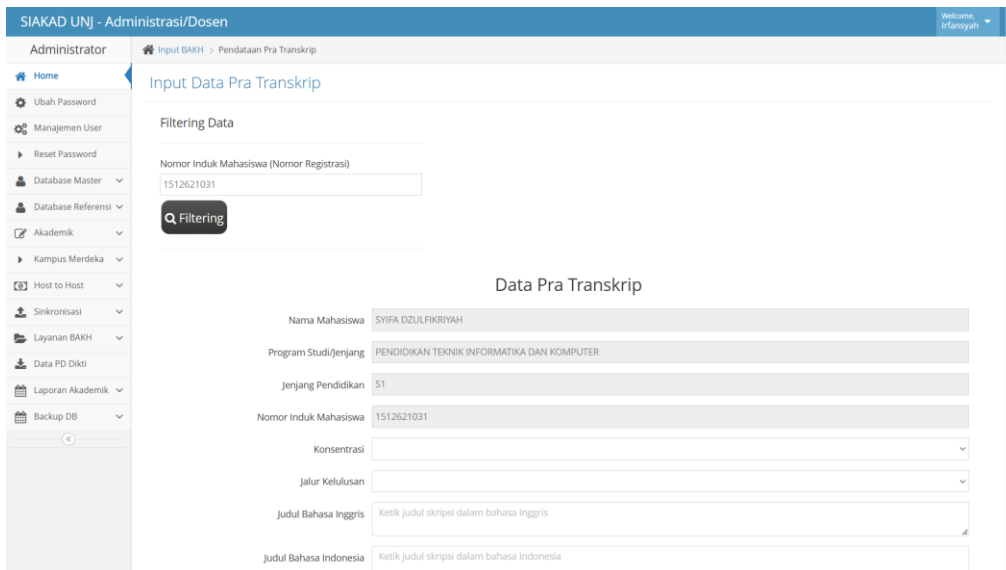 SIAKAD UNJ - Administrasi/Dosen
Welcome,
Irfansyah
Administrator
Input BAKH > Pendataan Pra Transkrip
Home
Ubah Password
Manajemen User
Reset Password
Database Master
Database Referensi
Akademik
Kampus Merdeka
Host to Host
Sinkronisasi
Layanan BAKH
Data PD Dikti
Laporan Akademik
Backup DB
Input Data Pra Transkrip
Filtering Data
Nomor Induk Mahasiswa (Nomor Registrasi)
1512621031
Filtering
Data Pra Transkrip
Nama Mahasiswa SYIFA DZULFIKRIYAH
Program Studi/Jenjang PENDIDIKAN TEKNIK INFORMATIKA DAN KOMPUTER
Jenjang Pendidikan S1
Nomor Induk Mahasiswa 1512621031
Konsentrasi
Jalur Kelulusan
Judul Bahasa Inggris Ketik judul skripsi dalam bahasa Inggris
Judul Bahasa Indonesia Ketik judul skripsi dalam bahasa Indonesia